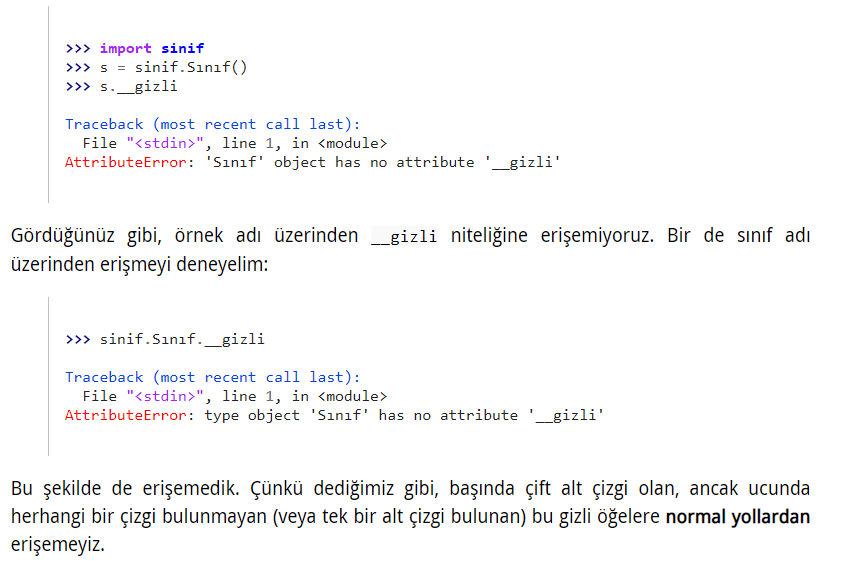 >>> import sinif
>>> s = sinif.Sınıf()
>>> s.__gizli
Traceback (most recent call last):
  File "<stdin>", line 1, in <module>
AttributeError: 'Sınıf' object has no attribute '__gizli'
Gördüğünüz gibi, örnek adı üzerinden __gizli niteliğine erişemiyoruz. Bir de sınıf adı
üzerinden erişmeyi deneyelim:
>>> sinif.Sınıf.__gizli
Traceback (most recent call last):
  File "<stdin>", line 1, in <module>
AttributeError: type object 'Sınıf' has no attribute '__gizli'
Bu şekilde de erişemedik. Çünkü dediğimiz gibi, başında çift alt çizgi olan, ancak ucunda
herhangi bir çizgi bulunmayan (veya tek bir alt çizgi bulunan) bu gizli öğelere normal yollardan
erişemeyiz.